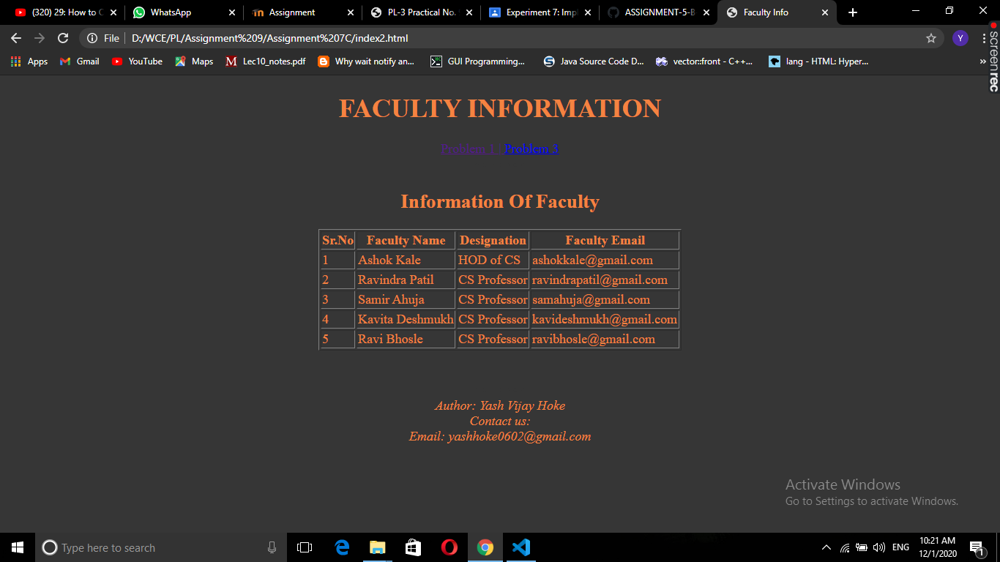 (320) 29: How to C
WhatsApp
Assignment
PL-3 Practical No.
Experiment 7: Imp
ASSIGNMENT-5-B
Faculty Info
File D:/WCE/PL/Assignment%209/Assignment%207C/index2.html
Y
Apps Gmail YouTube Maps Lec10_notes.pdf Why wait notify an... GUI Programming... Java Source Code D... vector::front - C++... lang - HTML: Hyper... »
screenrec
FACULTY INFORMATION
Problem 1 | Problem 3
Information Of Faculty
Sr.No Faculty Name Designation Faculty Email
1 Ashok Kale HOD of CS ashokkale@gmail.com
2 Ravindra Patil CS Professor ravindrapatil@gmail.com
3 Samir Ahuja CS Professor samahuja@gmail.com
4 Kavita Deshmukh CS Professor kavideshmukh@gmail.com
5 Ravi Bhosle CS Professor ravibhosle@gmail.com
Author: Yash Vijay Hoke
Contact us:
Email: yashhoke0602@gmail.com
Activate Windows
Go to Settings to activate Windows.
Type here to search
ENG
10:21 AM
12/1/2020
1